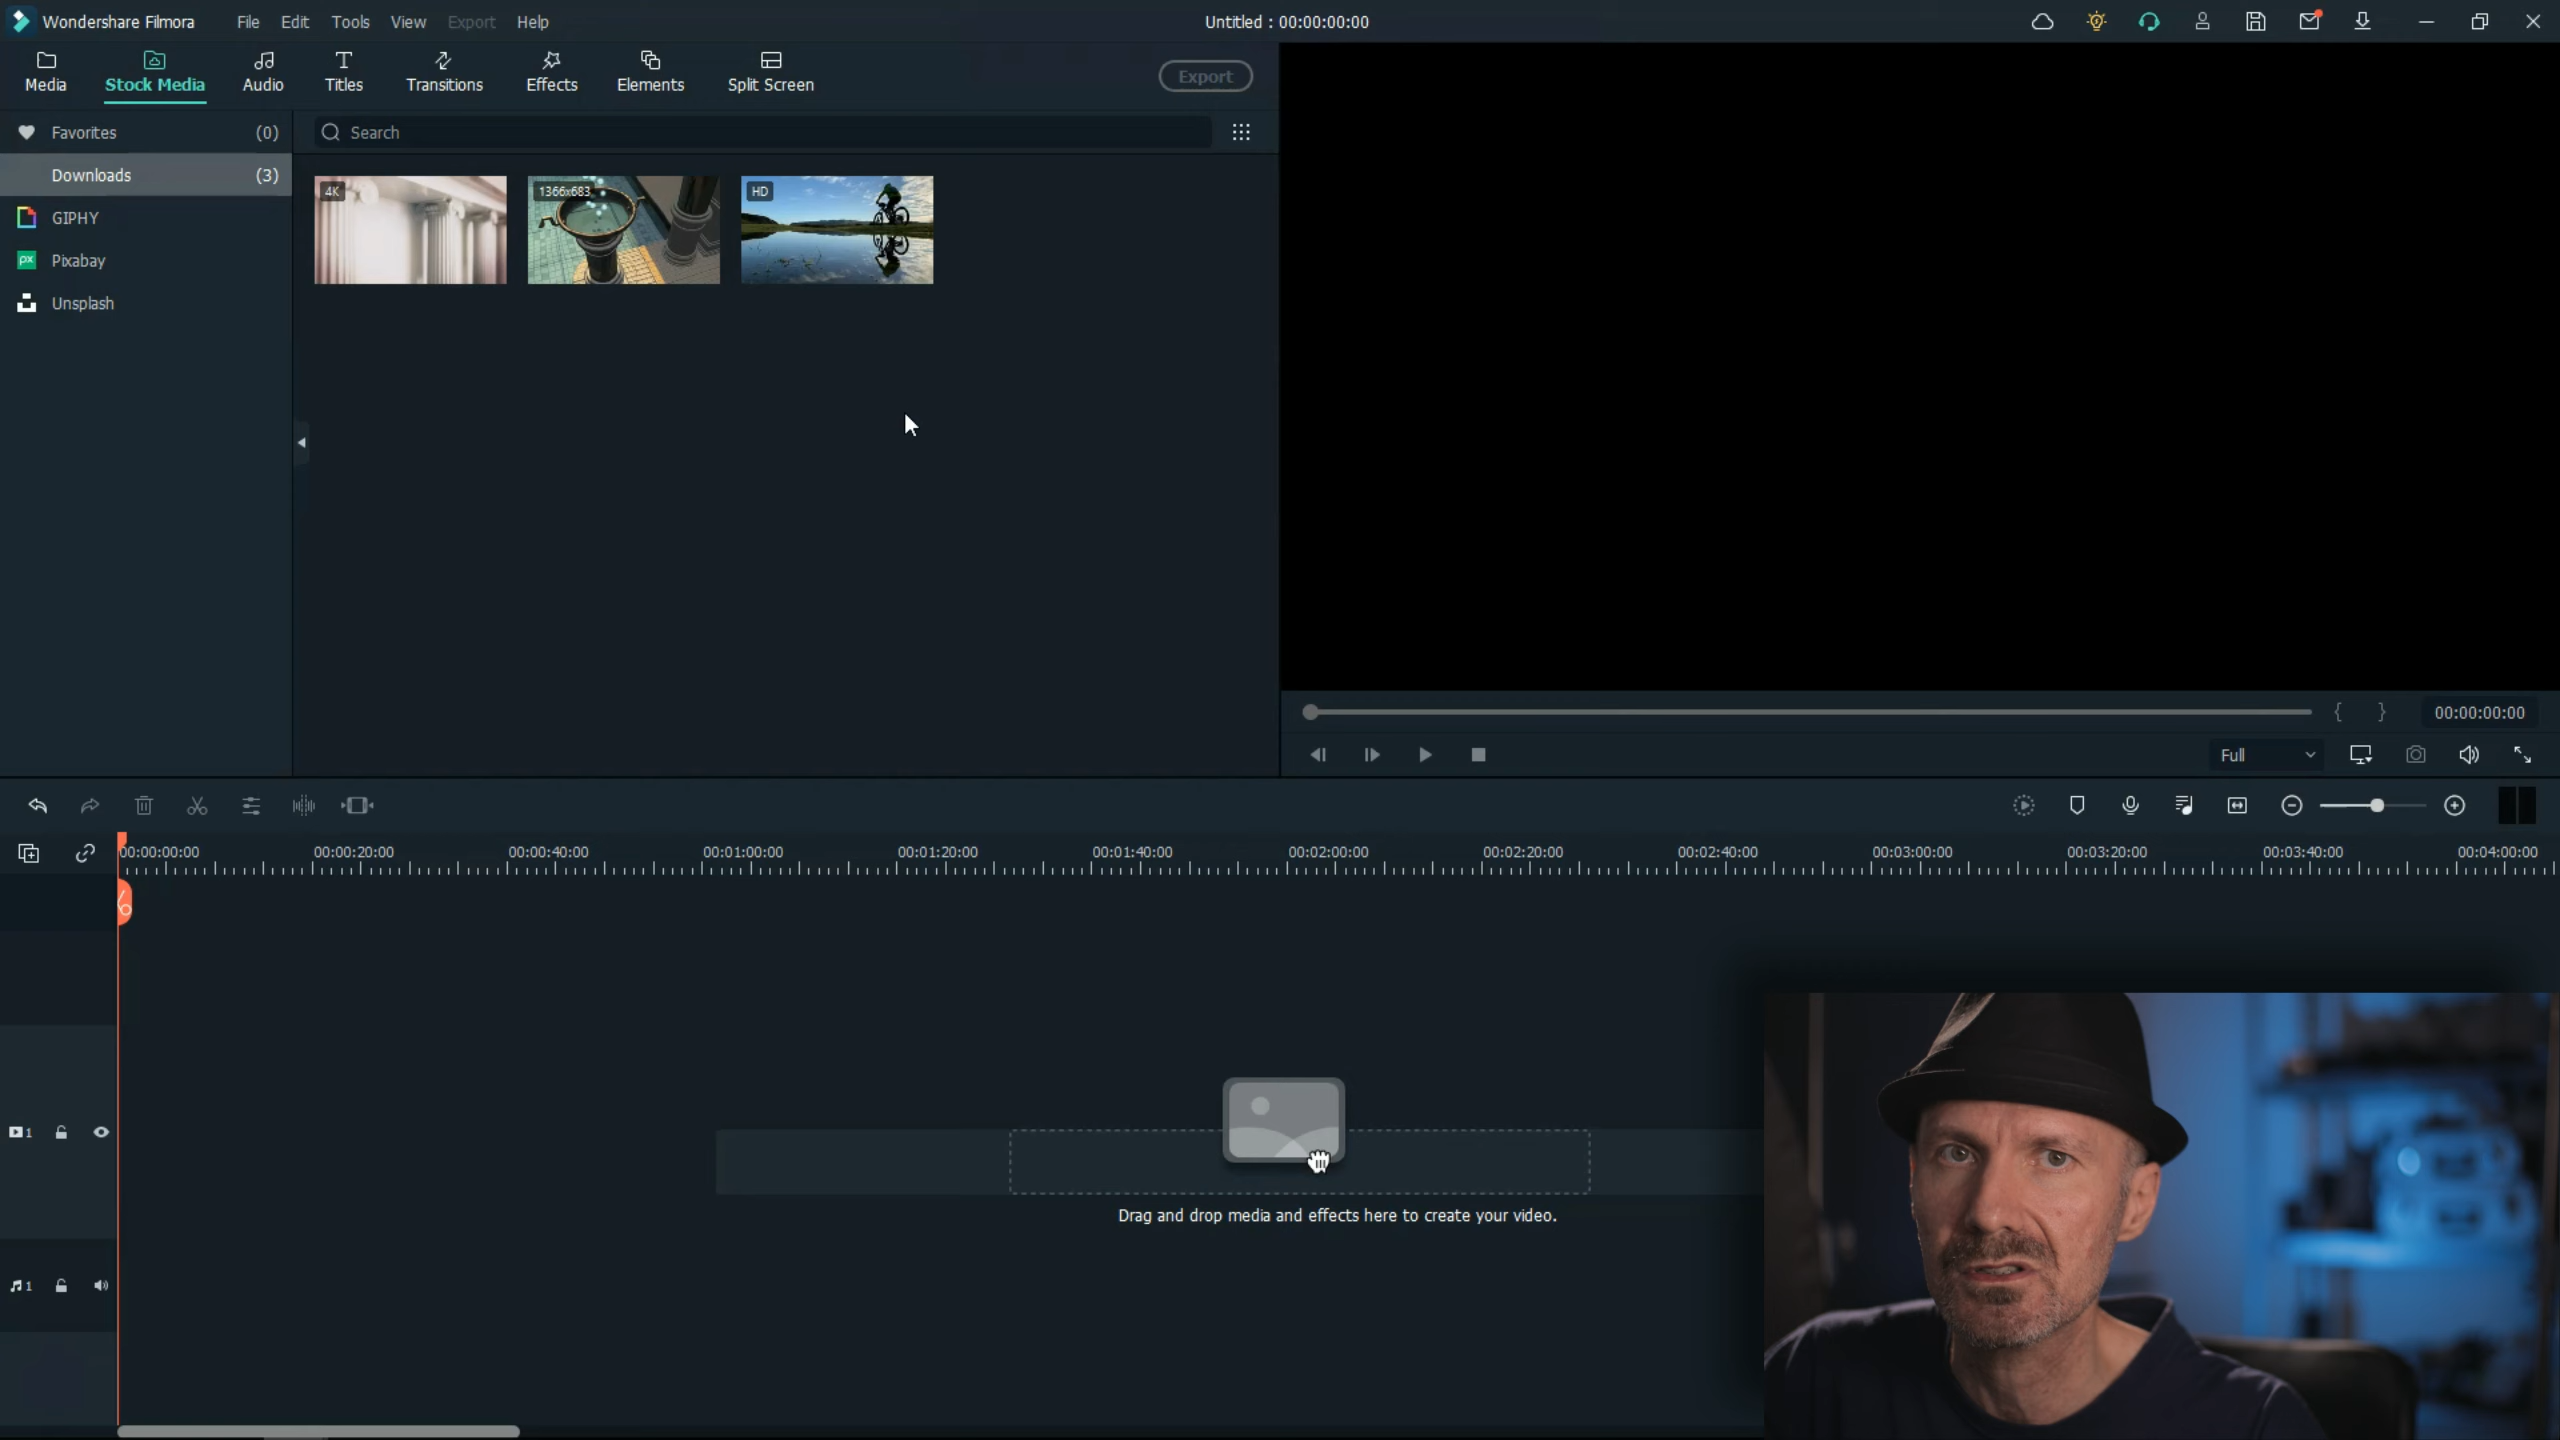 Wondershare Filmora File Edit Tools View Export Help Untitled : 00:00:00:00
Media Stock Media Audio Titles Transitions Effects Elements Split Screen Export
Favorites (0) Search
Downloads (3)
4K 1366x683 HD
GIPHY
px Pixabay
Unsplash
{ } 00:00:00:00
Full
00:00:00:00 00:00:20:00 00:00:40:00 00:01:00:00 00:01:20:00 00:01:40:00 00:02:00:00 00:02:20:00 00:02:40:00 00:03:00:00 00:03:20:00 00:03:40:00 00:04:00:00
1
Drag and drop media and effects here to create your video.
1